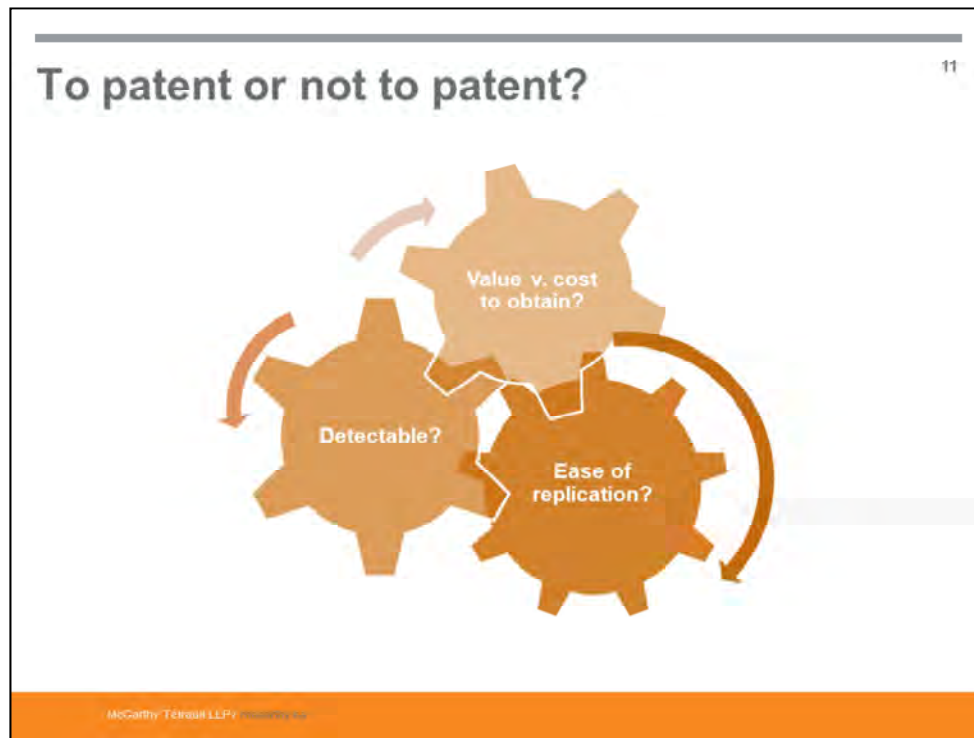 11
To patent or not to patent?
Value v. cost
to obtain?
Detectable?
Ease of
replication?
McCarthy Tétrault LLP /